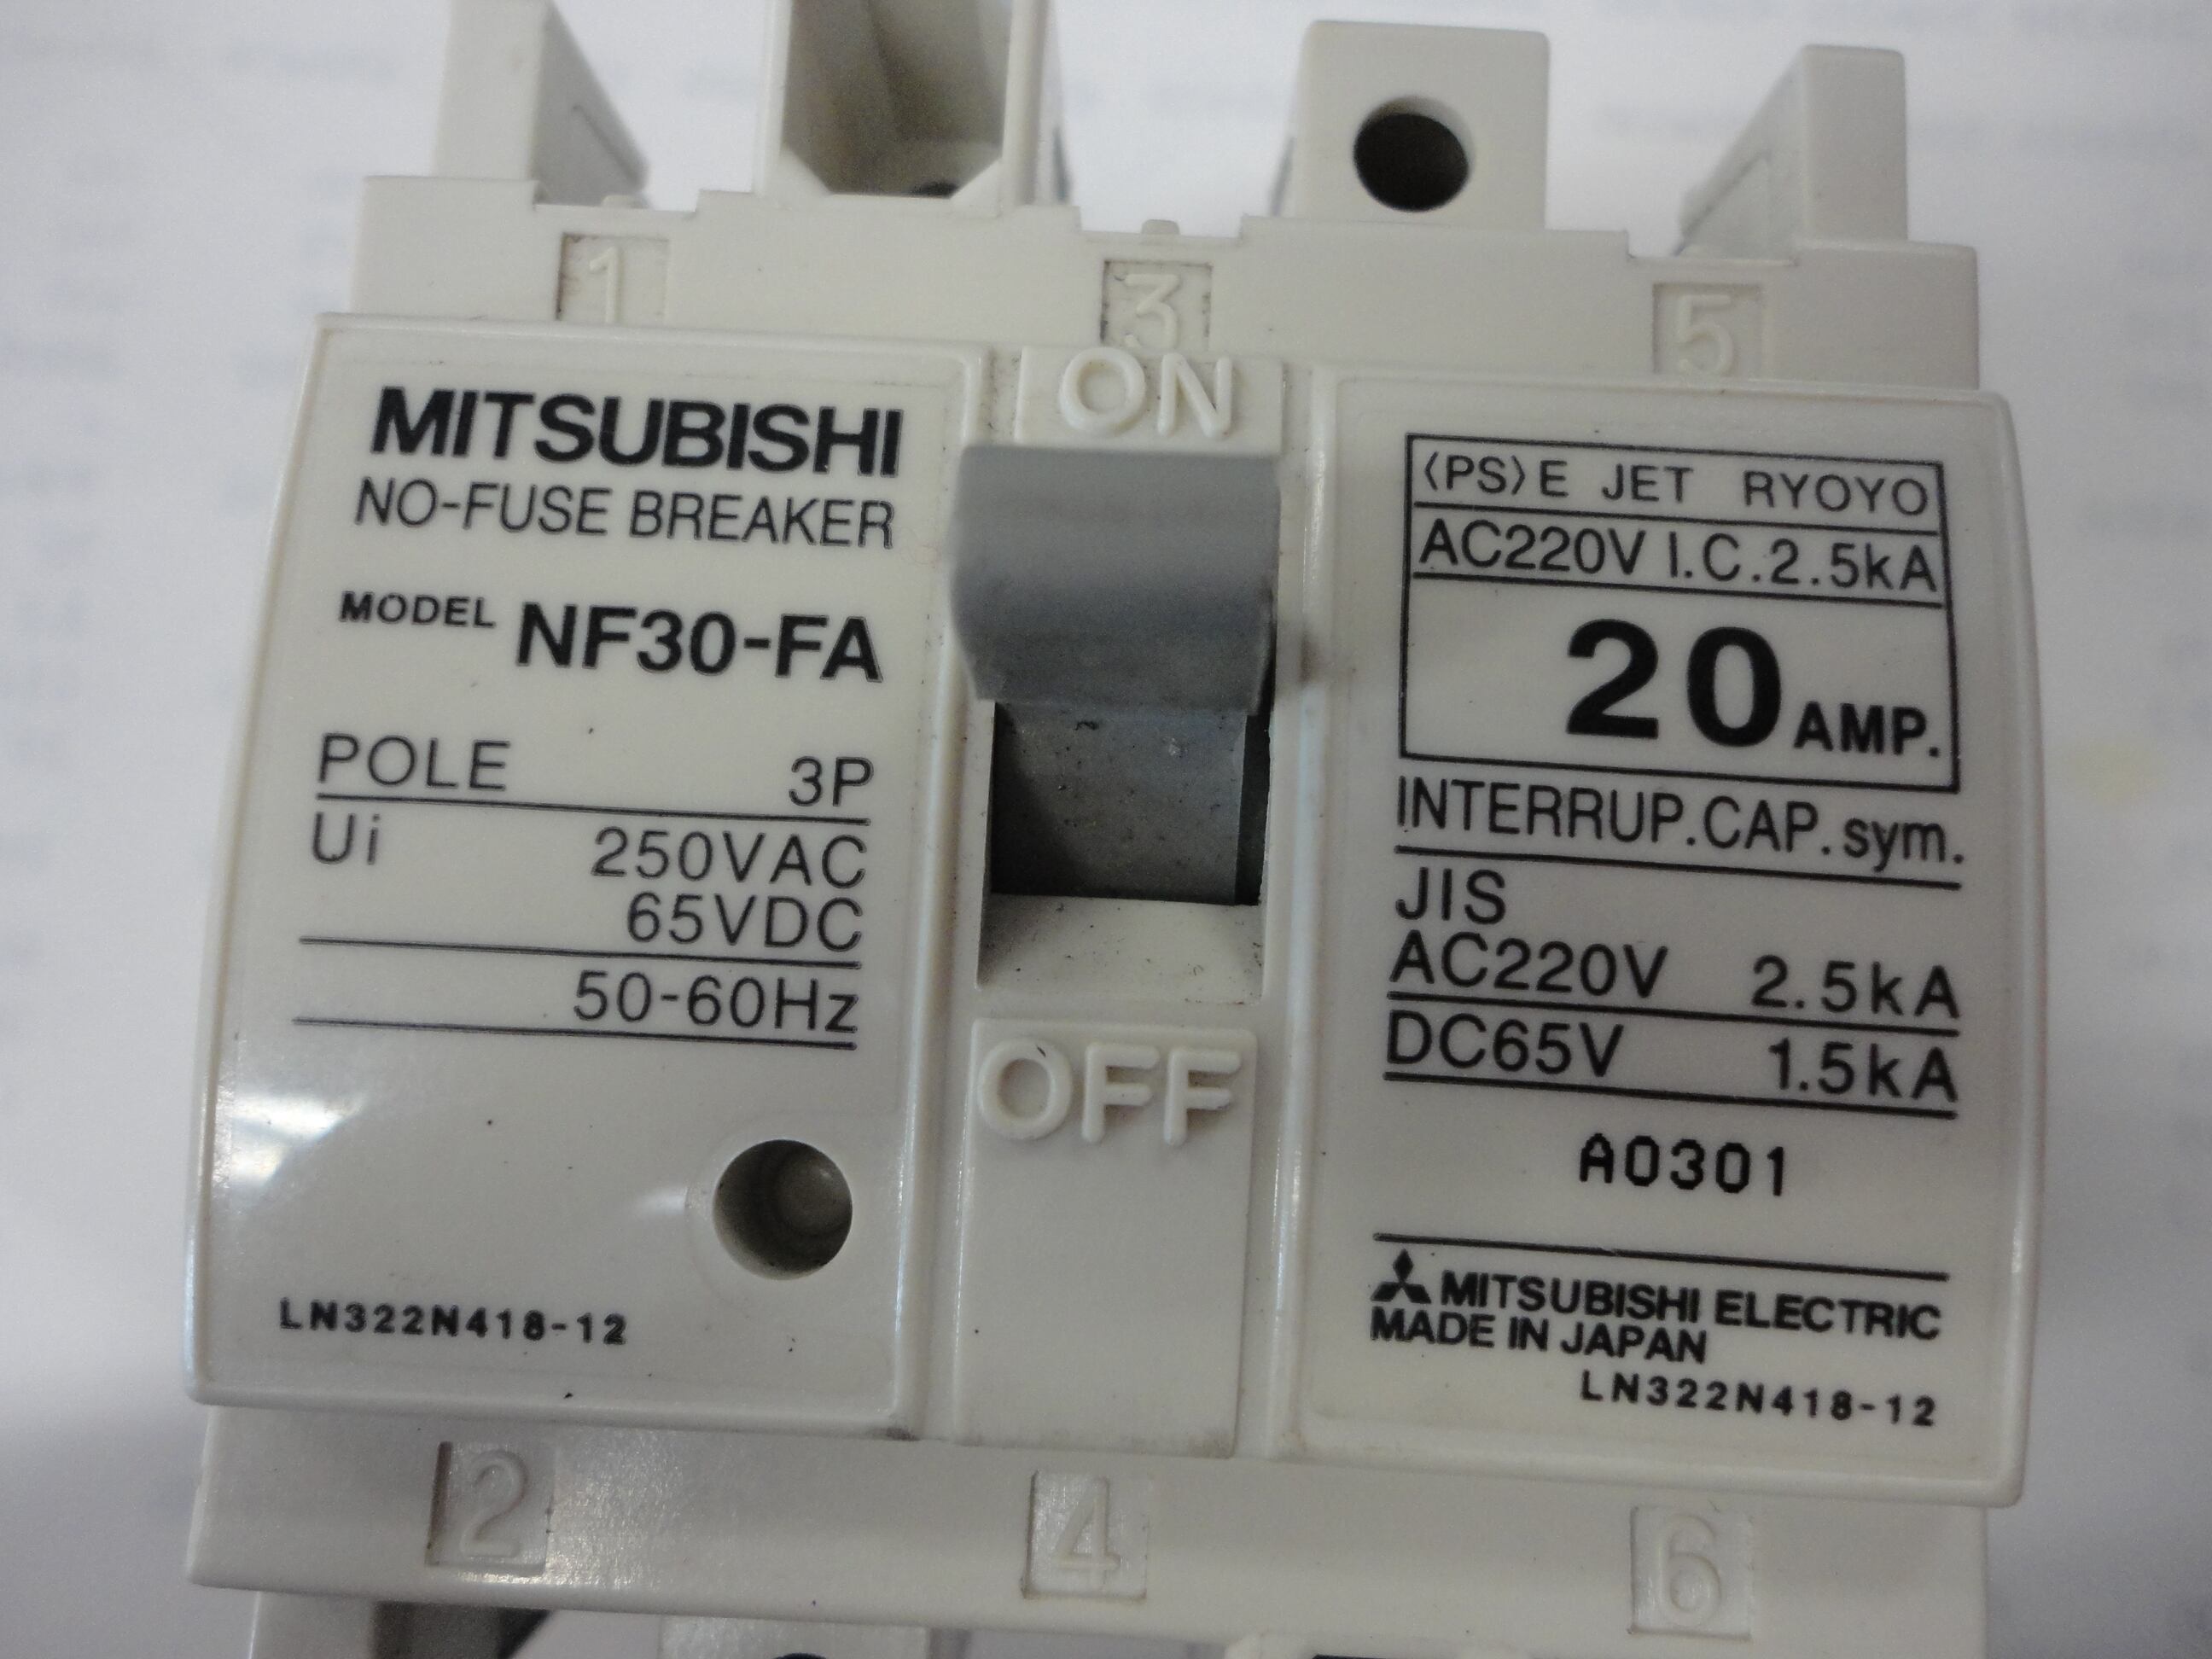 1 3 5
ON
MITSUBISHI
NO-FUSE BREAKER
MODEL NF30-FA
POLE 3P
Ui 250VAC
65VDC
50-60Hz
LN322N418-12
OFF
〈PS〉E JET RYOYO
AC220V I.C.2.5kA
20AMP.
INTERRUP.CAP.sym.
JIS
AC220V 2.5kA
DC65V 1.5kA
A0301
MITSUBISHI ELECTRIC
MADE IN JAPAN
LN322N418-12
2 4 6